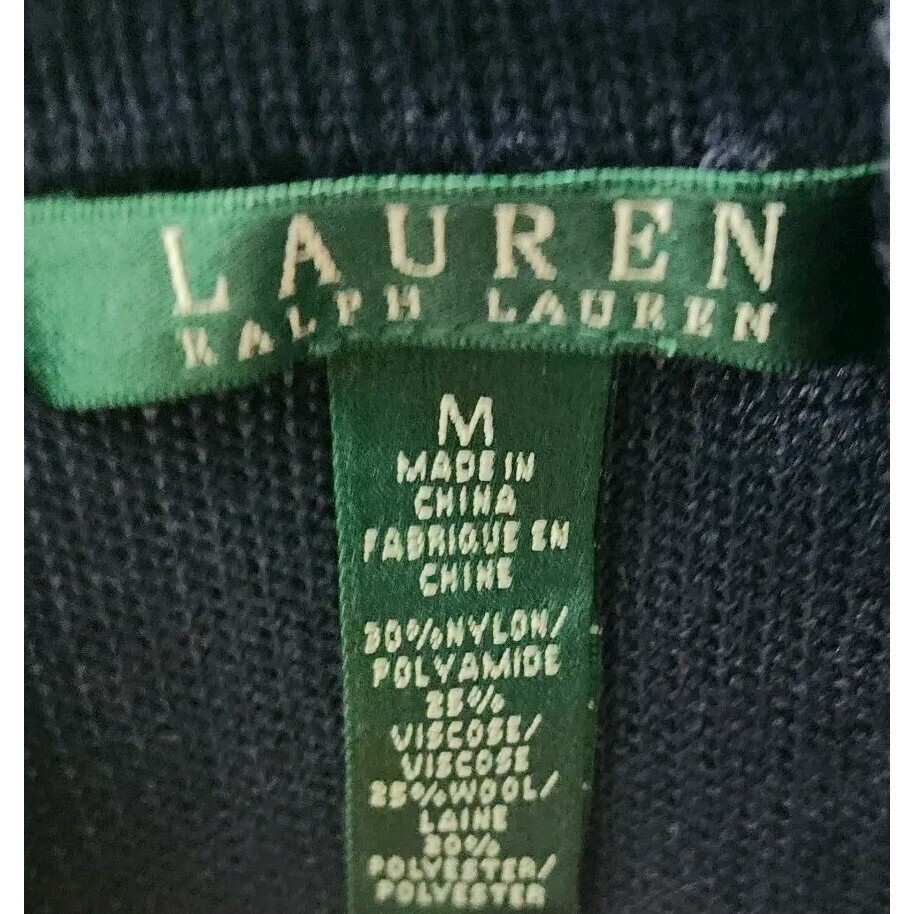 LAUREN
RALPH LAUREN
M
MADE IN
CHINA
FABRIQUE EN
CHINE
30%NYLON/
POLYAMIDE
25%
VISCOSE/
VISCOSE
25%WOOL/
LAINE
20%
POLYESTER/
POLYESTER